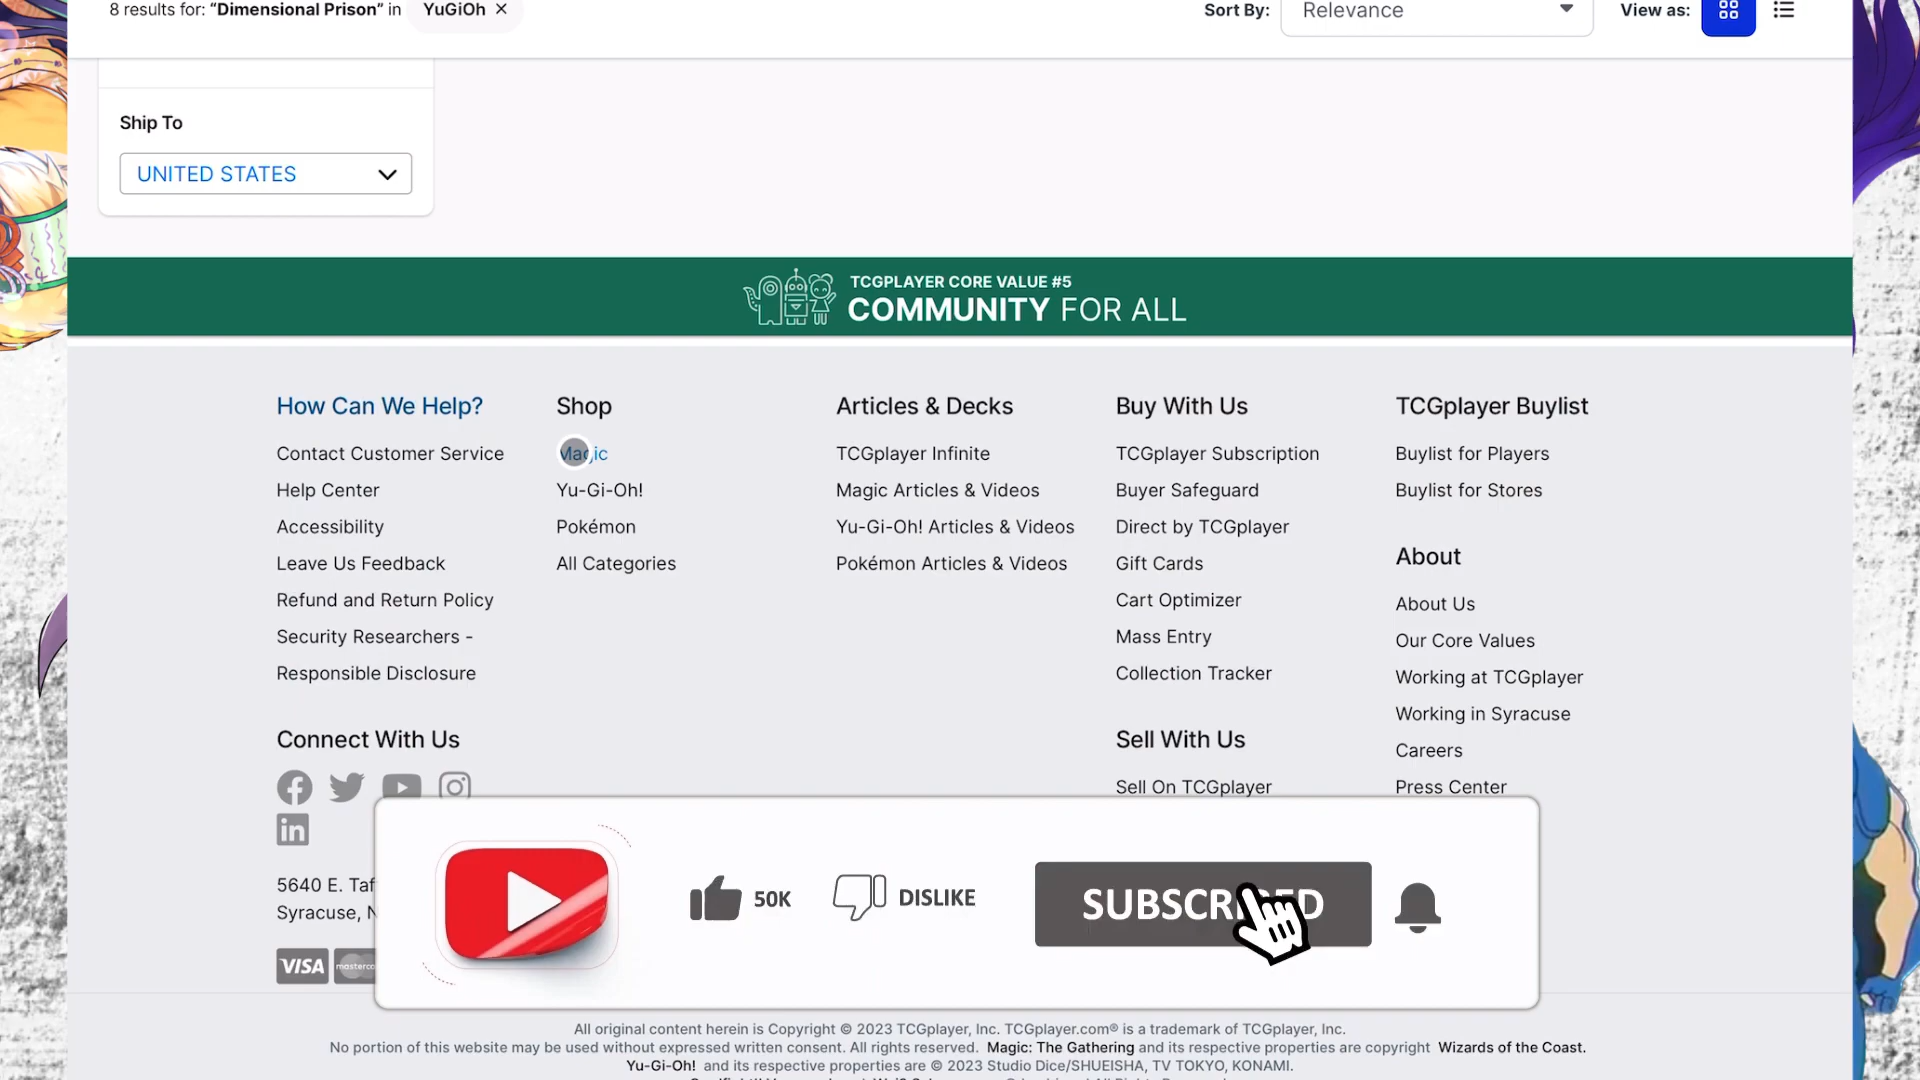 8 results for: “Dimensional Prison” in YuGiOh ×
Sort By: Relevance
View as:
Ship To
UNITED STATES
TCGPLAYER CORE VALUE #5
COMMUNITY FOR ALL
How Can We Help?
Contact Customer Service
Help Center
Accessibility
Leave Us Feedback
Refund and Return Policy
Security Researchers -
Responsible Disclosure
Connect With Us
5640 E. Taf
Syracuse, N
VISA
masterc
Shop
Magic
Yu-Gi-Oh!
Pokémon
All Categories
Articles & Decks
TCGplayer Infinite
Magic Articles & Videos
Yu-Gi-Oh! Articles & Videos
Pokémon Articles & Videos
Buy With Us
TCGplayer Subscription
Buyer Safeguard
Direct by TCGplayer
Gift Cards
Cart Optimizer
Mass Entry
Collection Tracker
Sell With Us
Sell On TCGplayer
TCGplayer Buylist
Buylist for Players
Buylist for Stores
About
About Us
Our Core Values
Working at TCGplayer
Working in Syracuse
Careers
Press Center
50K
DISLIKE
SUBSCRIBED
All original content herein is Copyright © 2023 TCGplayer, Inc. TCGplayer.com® is a trademark of TCGplayer, Inc.
No portion of this website may be used without expressed written consent. All rights reserved. Magic: The Gathering and its respective properties are copyright Wizards of the Coast.
Yu-Gi-Oh! and its respective properties are © 2023 Studio Dice/SHUEISHA, TV TOKYO, KONAMI.